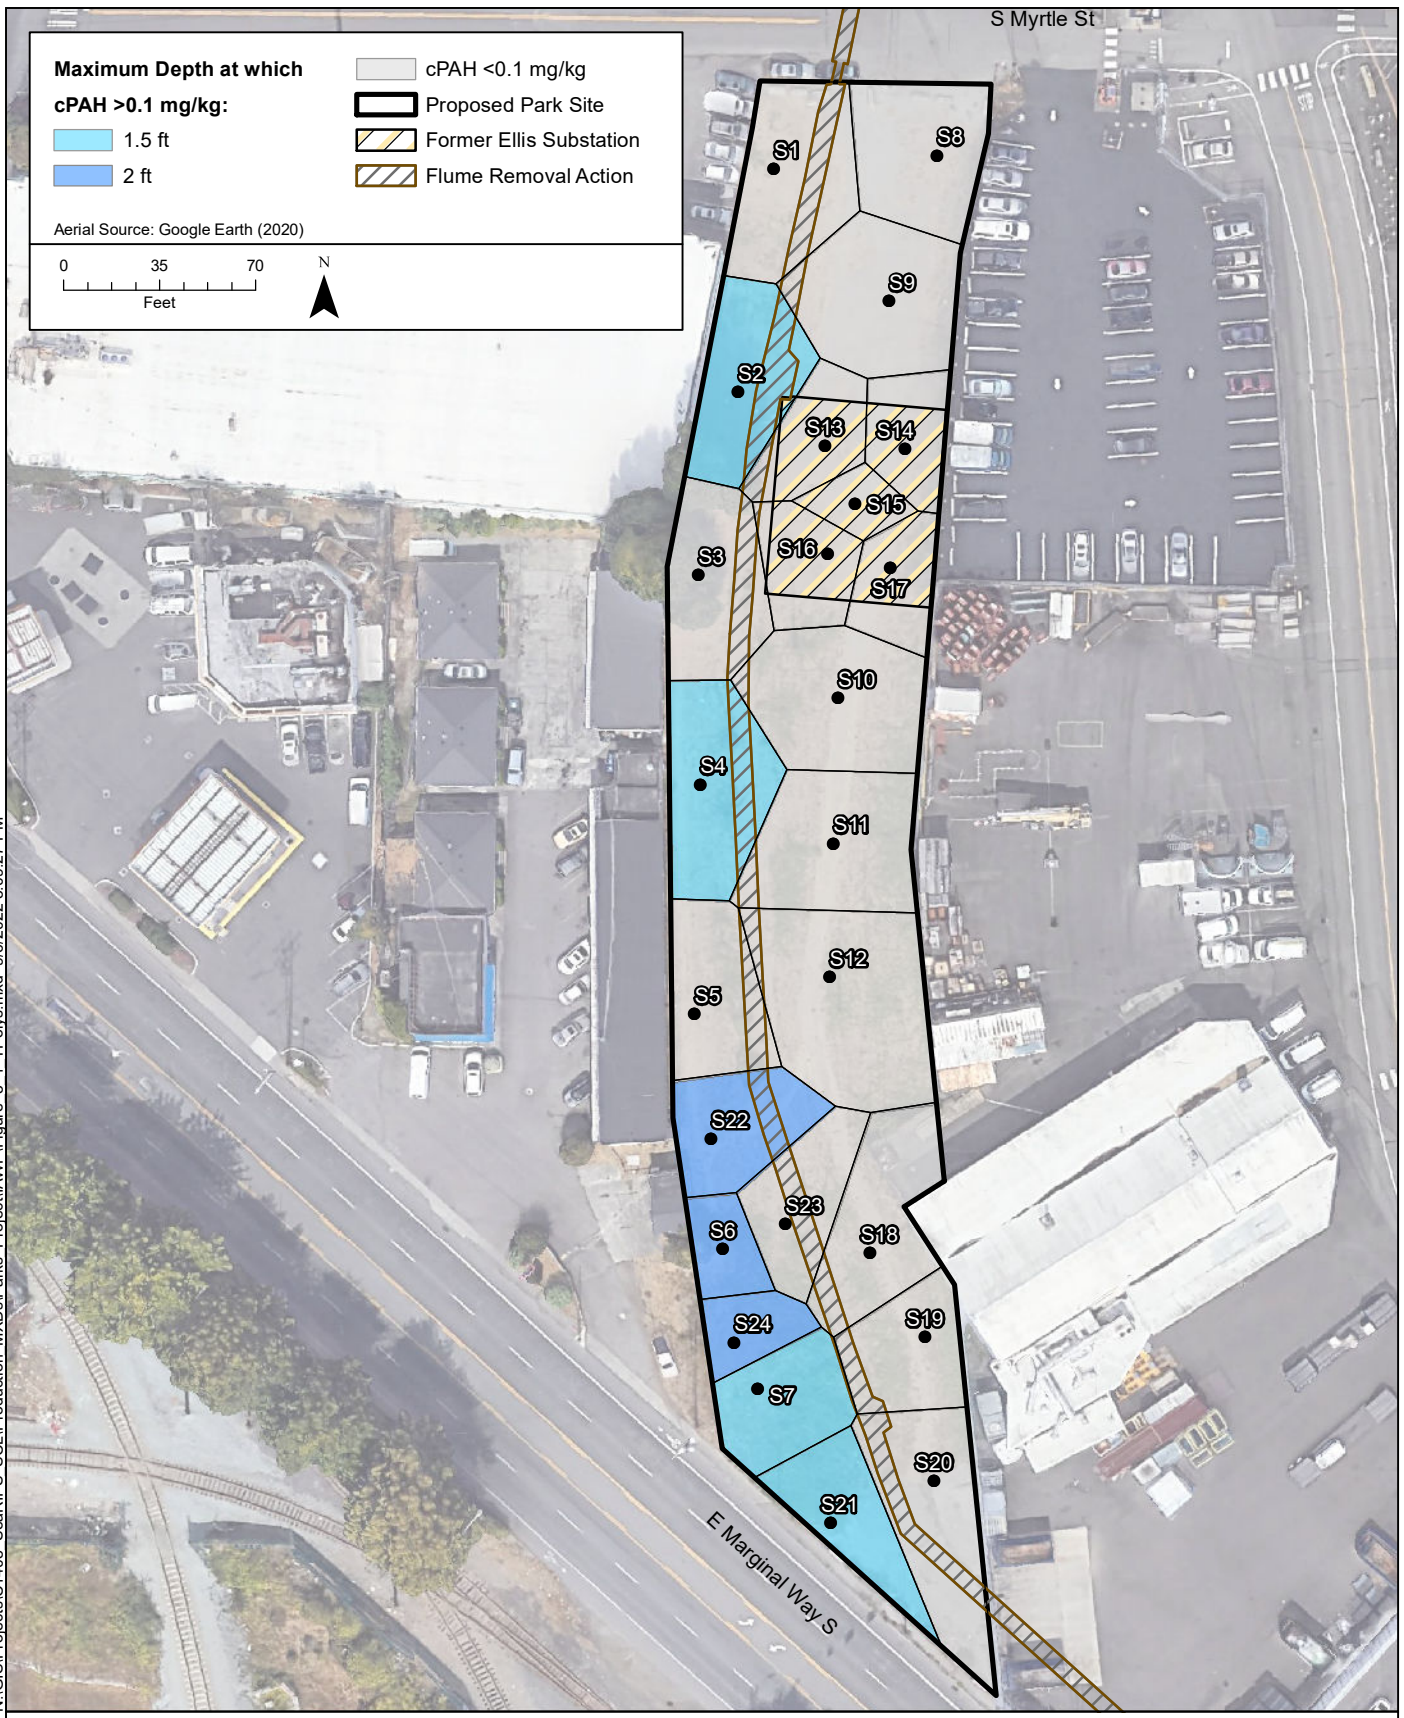 S Myrtle St
Maximum Depth at which
cPAH >0.1 mg/kg:
1.5 ft
2 ft
cPAH <0.1 mg/kg
Proposed Park Site
Former Ellis Substation
Flume Removal Action
Aerial Source: Google Earth (2020)
0 35 70
Feet
N
S1
S8
S9
S2
S13
S14
S15
S16
S3
S17
S10
S4
S11
S12
S5
S22
S23
S6
S18
S24
S19
S7
S20
S21
E Marginal Way S